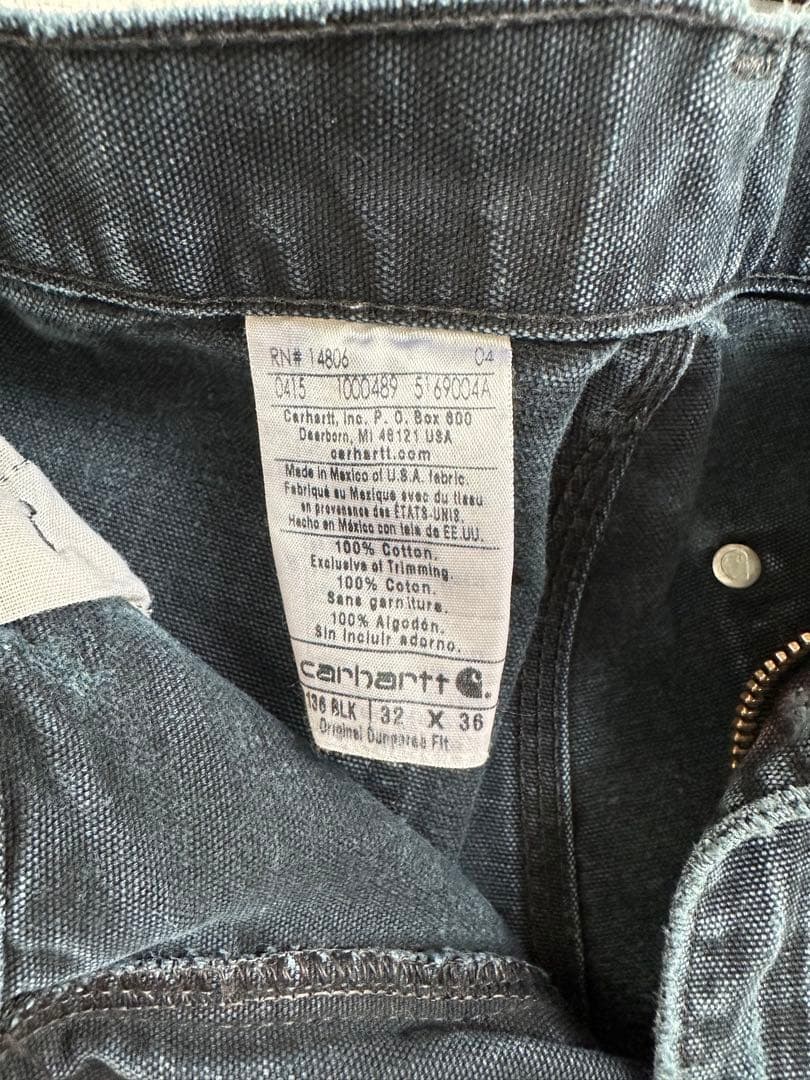 RN# 14806 04
0415 1000489 5169004A
Carhartt, Inc. P. O. Box 600
Dearborn, MI 48121 USA
carhartt.com
Made in Mexico of U.S.A. fabric.
Fabriqué au Mexique avec du tissu
en provenance des ÉTATS-UNIS.
Hecho en México con tela de EE.UU.
100% Cotton.
Exclusive of Trimming.
100% Coton.
Sans garniture.
100% Algodón.
Sin Incluir adorno.
carhartt
136 BLK 32 X 36
Original Dungaree Fit